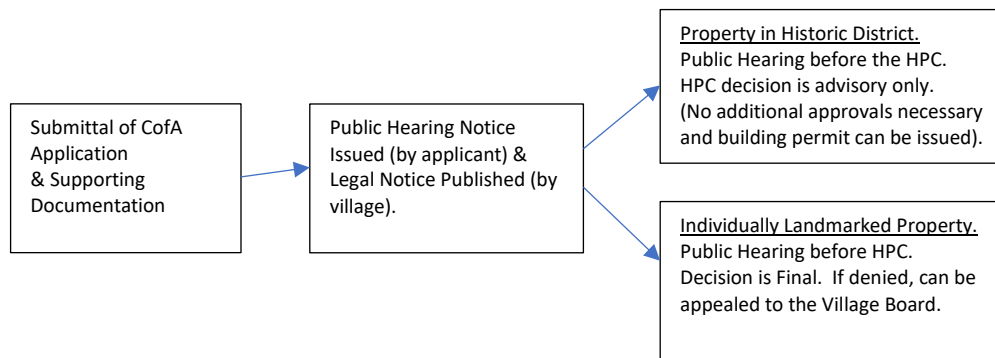 Submittal of CofA
Application
& Supporting
Documentation
Public Hearing Notice
Issued (by applicant) &
Legal Notice Published (by
village).
Property in Historic District.
Public Hearing before the HPC.
HPC decision is advisory only.
(No additional approvals necessary
and building permit can be issued).
Individually Landmarked Property.
Public Hearing before HPC.
Decision is Final.  If denied, can be
appealed to the Village Board.